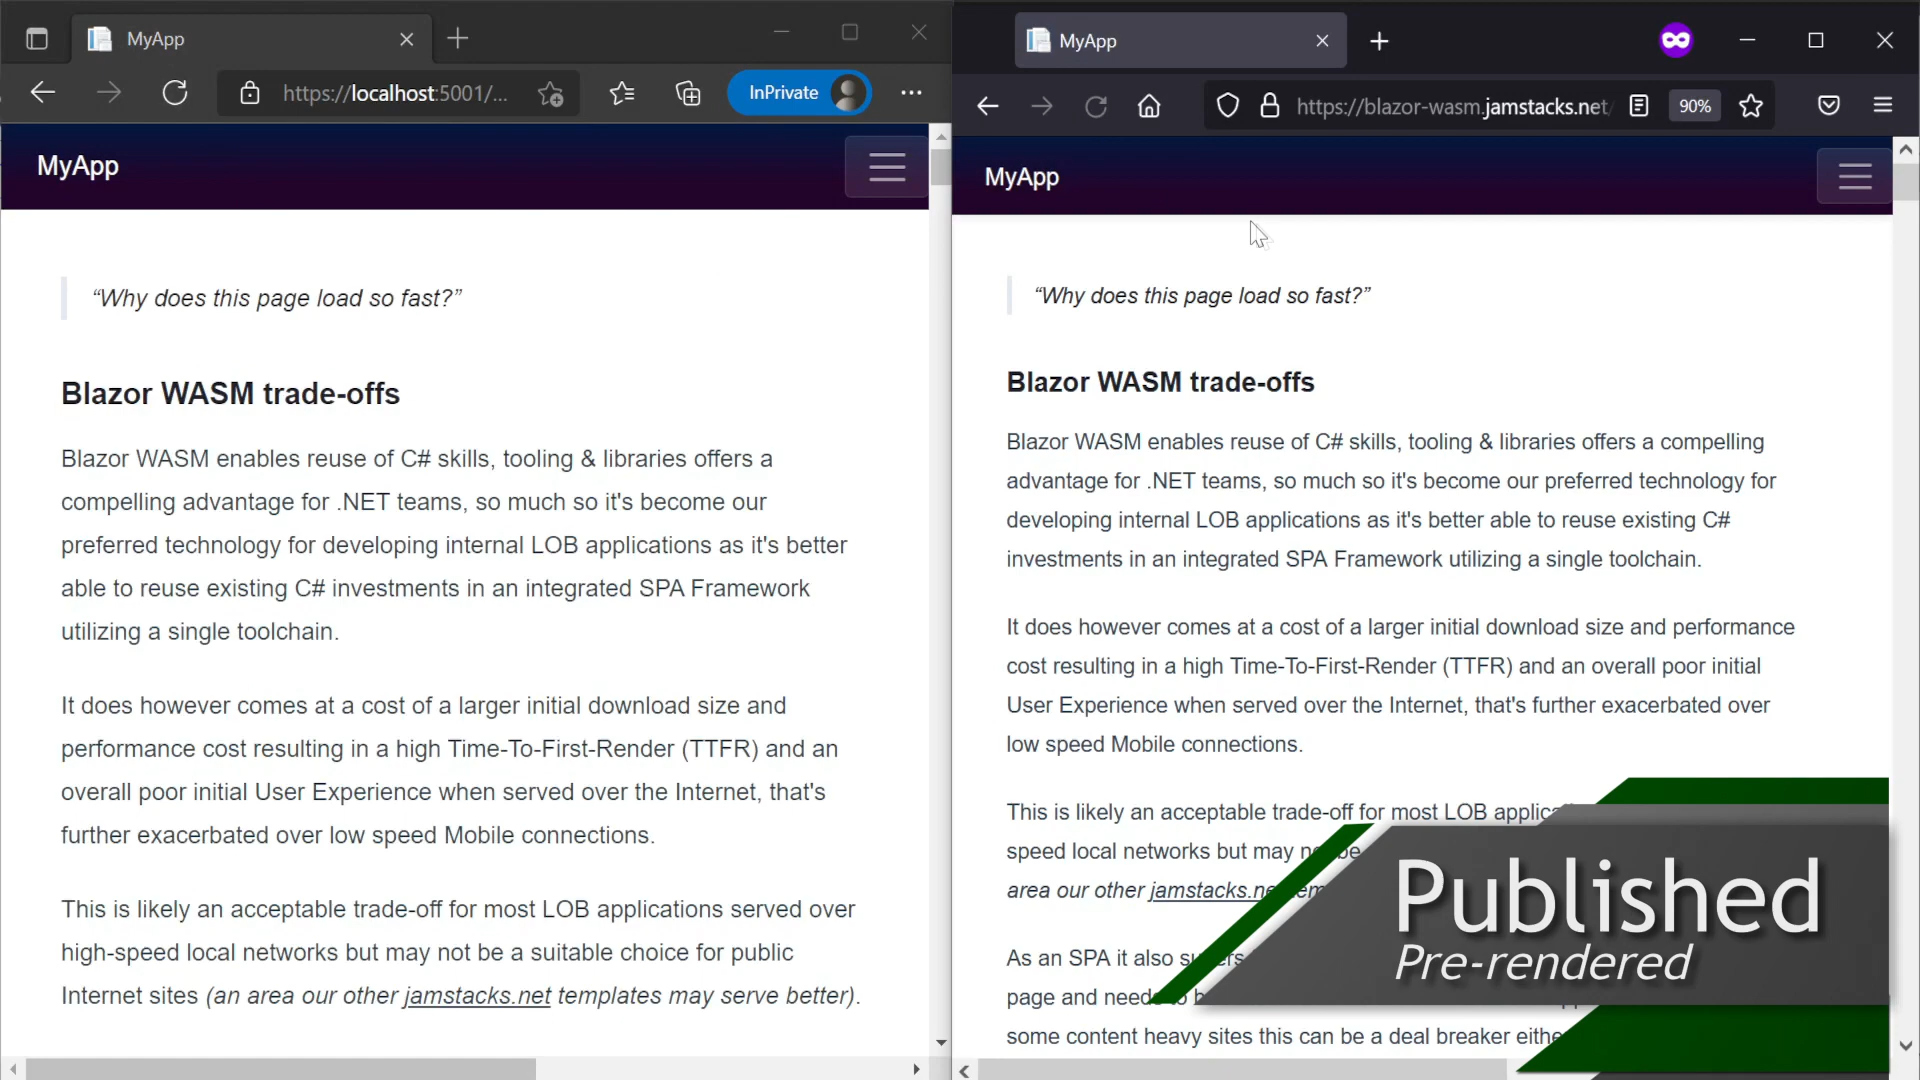 MyApp
https://localhost:5001/...
InPrivate
MyApp
“Why does this page load so fast?”
Blazor WASM trade-offs
Blazor WASM enables reuse of C# skills, tooling & libraries offers a
compelling advantage for .NET teams, so much so it's become our
preferred technology for developing internal LOB applications as it's better
able to reuse existing C# investments in an integrated SPA Framework
utilizing a single toolchain.
It does however comes at a cost of a larger initial download size and
performance cost resulting in a high Time-To-First-Render (TTFR) and an
overall poor initial User Experience when served over the Internet, that's
further exacerbated over low speed Mobile connections.
This is likely an acceptable trade-off for most LOB applications served over
high-speed local networks but may not be a suitable choice for public
Internet sites (an area our other jamstacks.net templates may serve better).
MyApp
https://blazor-wasm.jamstacks.net/
90%
MyApp
“Why does this page load so fast?”
Blazor WASM trade-offs
Blazor WASM enables reuse of C# skills, tooling & libraries offers a compelling
advantage for .NET teams, so much so it's become our preferred technology for
developing internal LOB applications as it's better able to reuse existing C#
investments in an integrated SPA Framework utilizing a single toolchain.
It does however comes at a cost of a larger initial download size and performance
cost resulting in a high Time-To-First-Render (TTFR) and an overall poor initial
User Experience when served over the Internet, that's further exacerbated over
low speed Mobile connections.
This is likely an acceptable trade-off for most LOB
speed local networks but may not be
area our other jamstacks.net
As an SPA it also
page and needs to
some content heavy sites this can be a deal breaker
Published
Pre-rendered